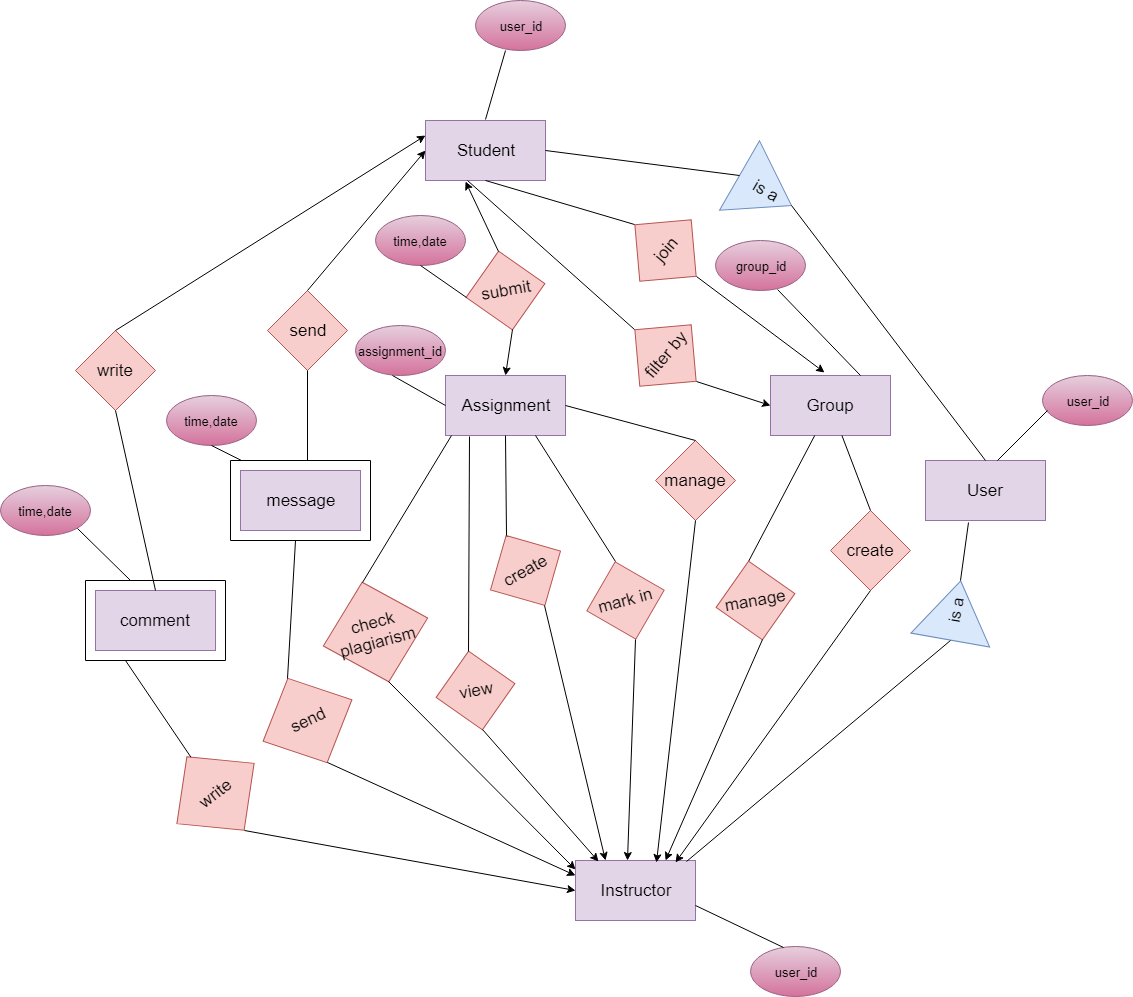 user_id
Student
is a
time,date
join
group_id
submit
send
assignment_id
filter by
write
time,date
Assignment
Group
user_id
manage
message
User
time,date
create
create
comment
check
plagiarism
mark in
manage
is a
view
send
write
Instructor
user_id